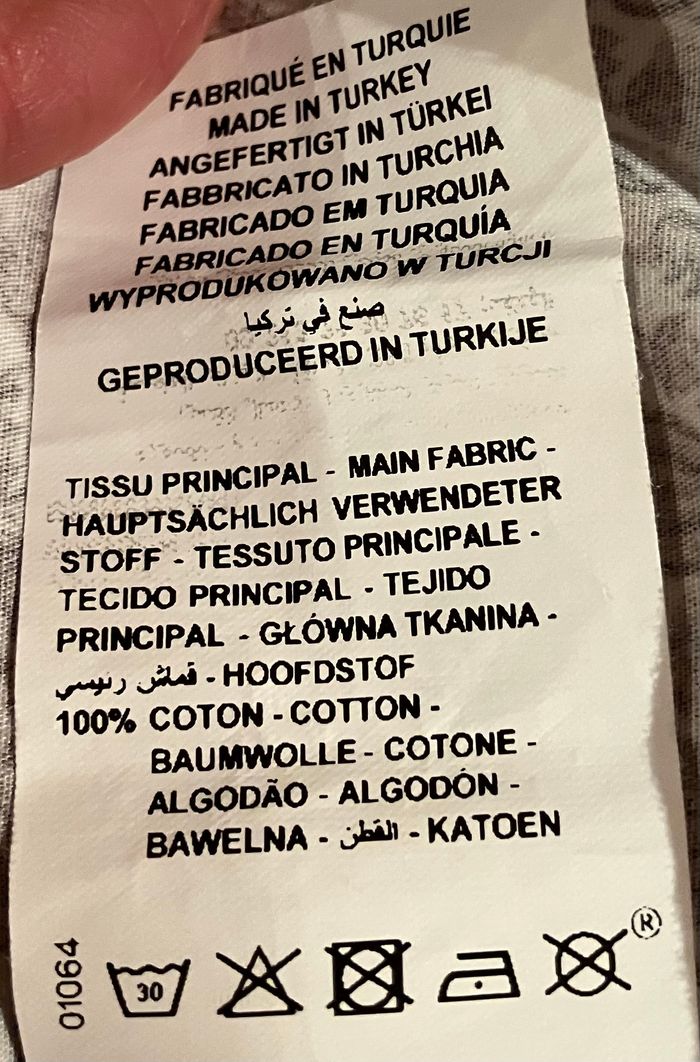 FABRIQUÉ EN TURQUIE
MADE IN TURKEY
ANGEFERTIGT IN TÜRKEI
FABBRICATO IN TURCHIA
FABRICADO EM TURQUIA
FABRICADO EN TURQUÍA
WYPRODUKOWANO W TURCJI
صنع في تركيا
GEPRODUCEERD IN TURKIJE
TISSU PRINCIPAL - MAIN FABRIC -
HAUPTSÄCHLICH VERWENDETER
STOFF - TESSUTO PRINCIPALE -
TECIDO PRINCIPAL - TEJIDO
PRINCIPAL - GŁÓWNA TKANINA -
قماش رئيسي - HOOFDSTOF
100% COTON - COTTON -
BAUMWOLLE - COTONE -
ALGODÃO - ALGODÓN -
BAWELNA - القطن - KATOEN
01064
30
®